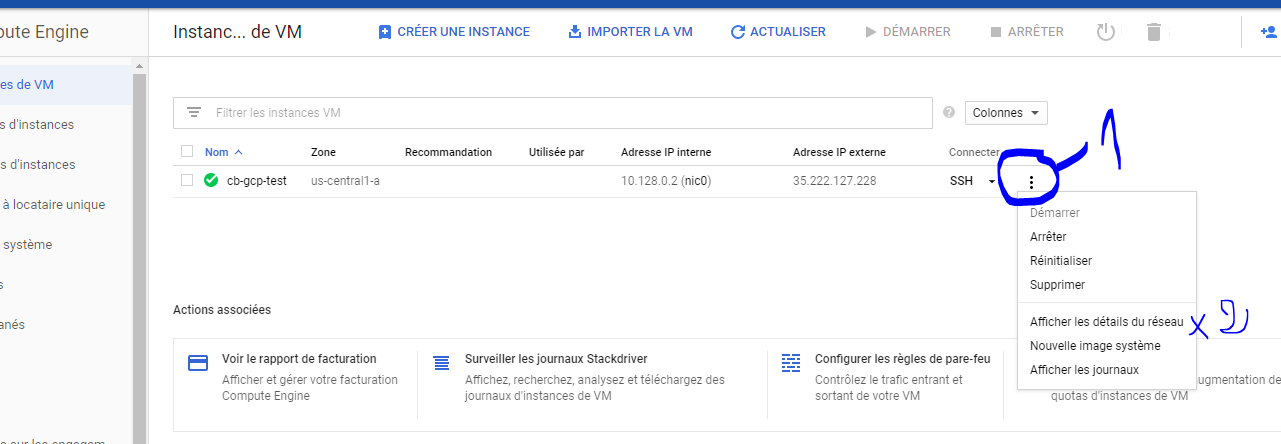 pute Engine
Instanc... de VM
CRÉER UNE INSTANCE
IMPORTER LA VM
ACTUALISER
DÉMARRER
ARRÊTER
es de VM
s d'instances
s d'instances
à locataire unique
système
s
anés
Filtrer les instances VM
Colonnes
1
Nom
Zone
Recommandation
Utilisée par
Adresse IP interne
Adresse IP externe
Connecter
cb-gcp-test
us-central1-a
10.128.0.2 (nic0)
35.222.127.228
SSH
Démarrer
Arrêter
Réinitialiser
Supprimer
Afficher les détails du réseau
x 2
Nouvelle image système
Afficher les journaux
Actions associées
Voir le rapport de facturation
Afficher et gérer votre facturation
Compute Engine
Surveiller les journaux Stackdriver
Affichez, recherchez, analysez et téléchargez des
journaux d'instances de VM
Configurer les règles de pare-feu
Contrôlez le trafic entrant et
sortant de votre VM
ugmentation de
quotas d'instances de VM